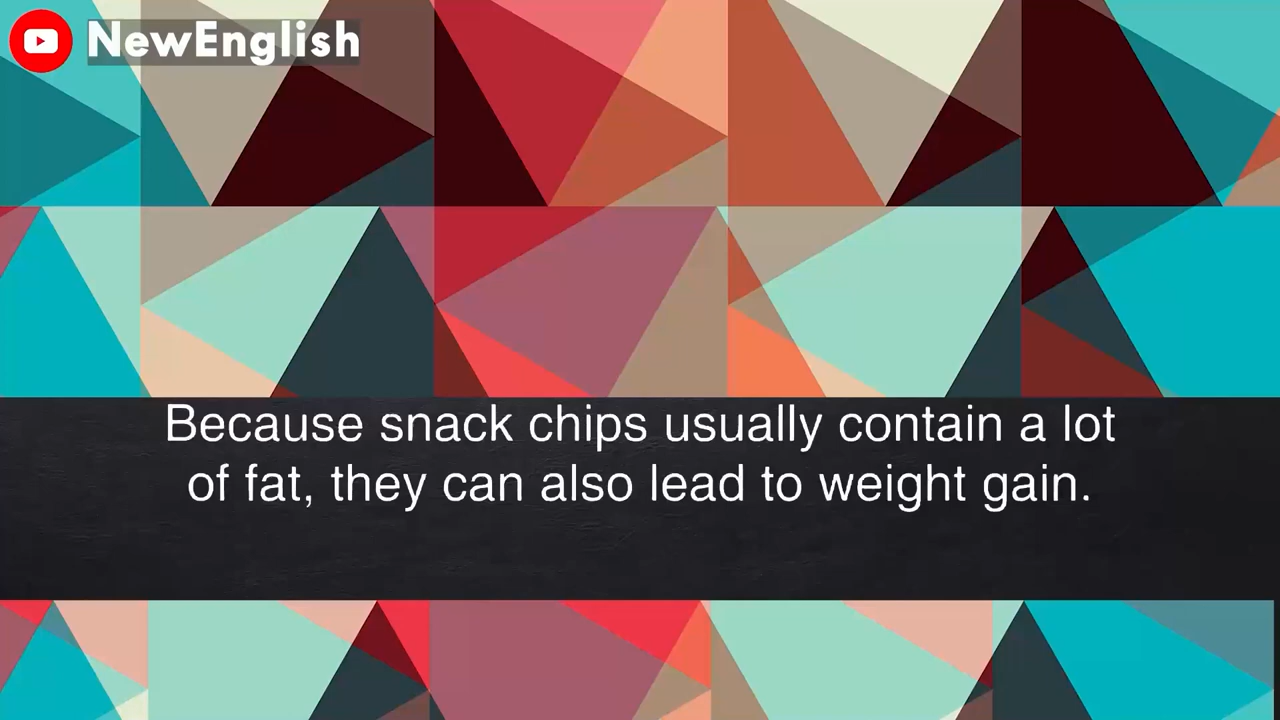 NewEnglish
Because snack chips usually contain a lot
of fat, they can also lead to weight gain.